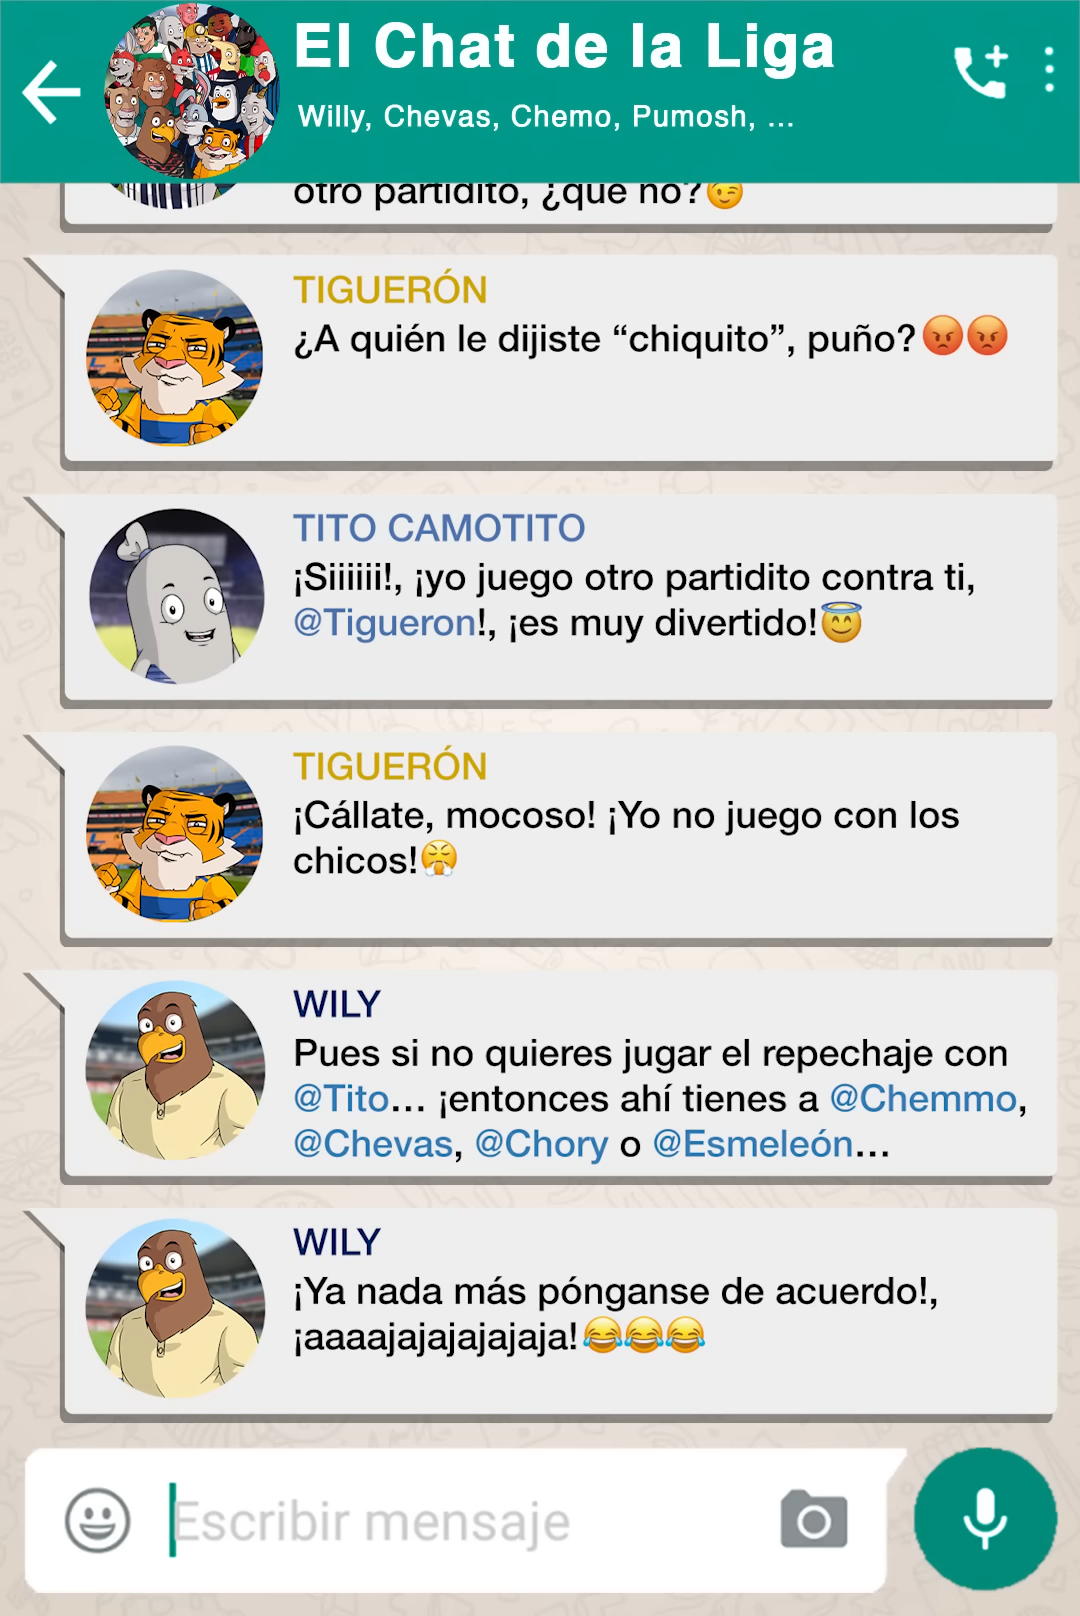 El Chat de la Liga
Willy, Chevas, Chemo, Pumosh, ...
otro partidito, ¿que no?😉
TIGUERÓN
¿A quién le dijiste “chiquito”, puño?😡😡
TITO CAMOTITO
¡Siiiiii!, ¡yo juego otro partidito contra ti,
@Tigueron!, ¡es muy divertido!😇
TIGUERÓN
¡Cállate, mocoso! ¡Yo no juego con los
chicos!😤
WILY
Pues si no quieres jugar el repechaje con
@Tito... ¡entonces ahí tienes a @Chemmo,
@Chevas, @Chory o @Esmeleón...
WILY
¡Ya nada más pónganse de acuerdo!,
¡aaaajajajajajaja!😂😂😂
Escribir mensaje